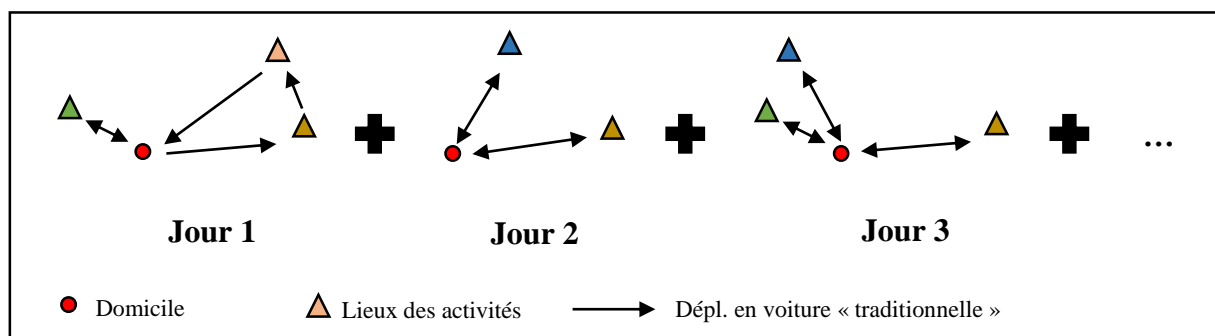 ...
Jour 1
Jour 2
Jour 3
Domicile
Lieux des activités
Dépl. en voiture « traditionnelle »